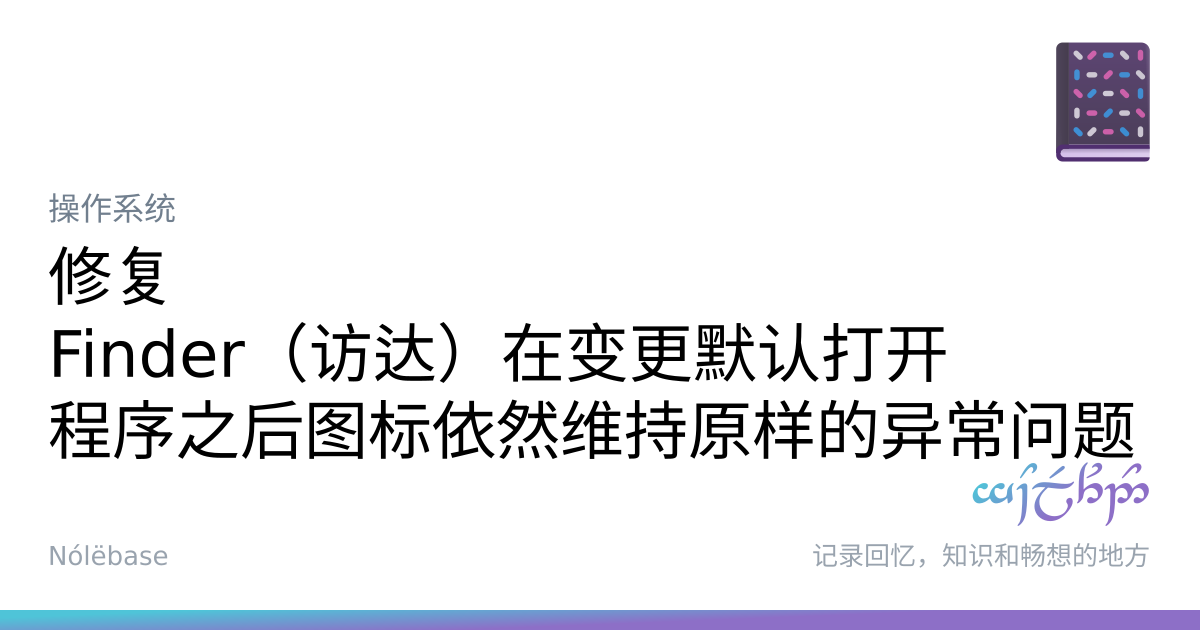 操作系统
修复
Finder（访达）在变更默认打开
程序之后图标依然维持原样的异常问题
Nólëbase
记录回忆，知识和畅想的地方